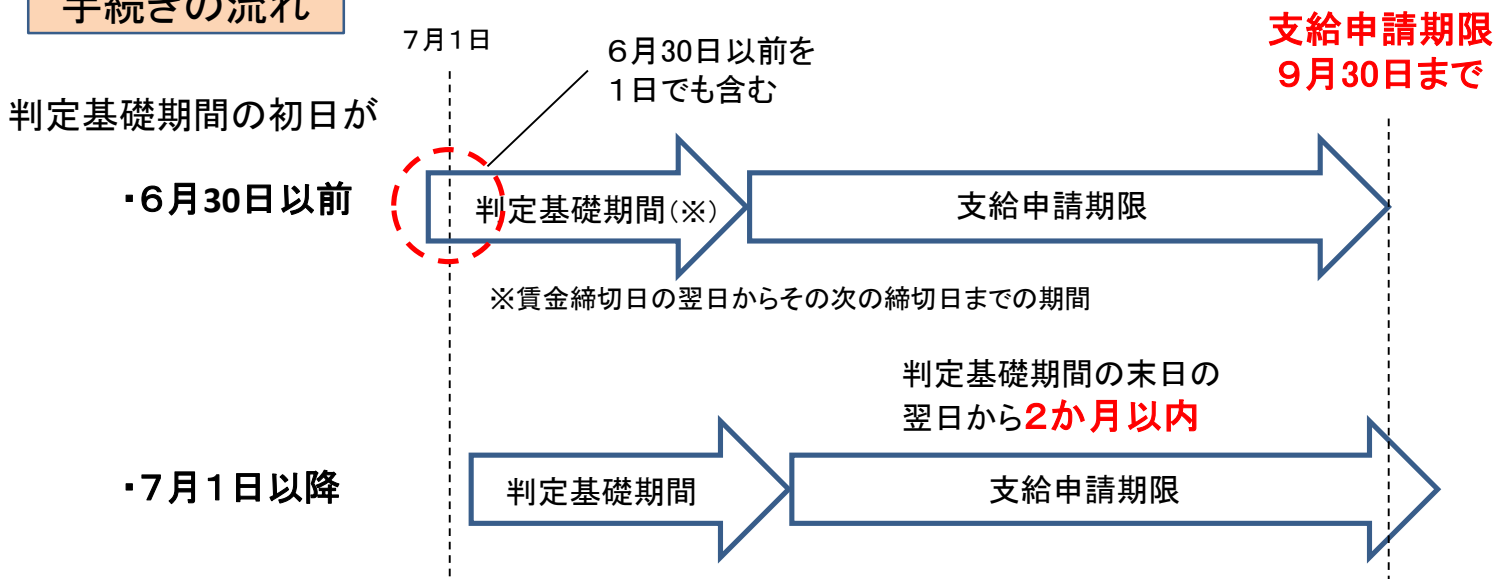 手続きの流れ
7月1日
6月30日以前を
1日でも含む
支給申請期限
9月30日まで
判定基礎期間の初日が
・6月30日以前
判定基礎期間(※)
支給申請期限
※賃金締切日の翌日からその次の締切日までの期間
判定基礎期間の末日の
翌日から2か月以内
・7月1日以降
判定基礎期間
支給申請期限